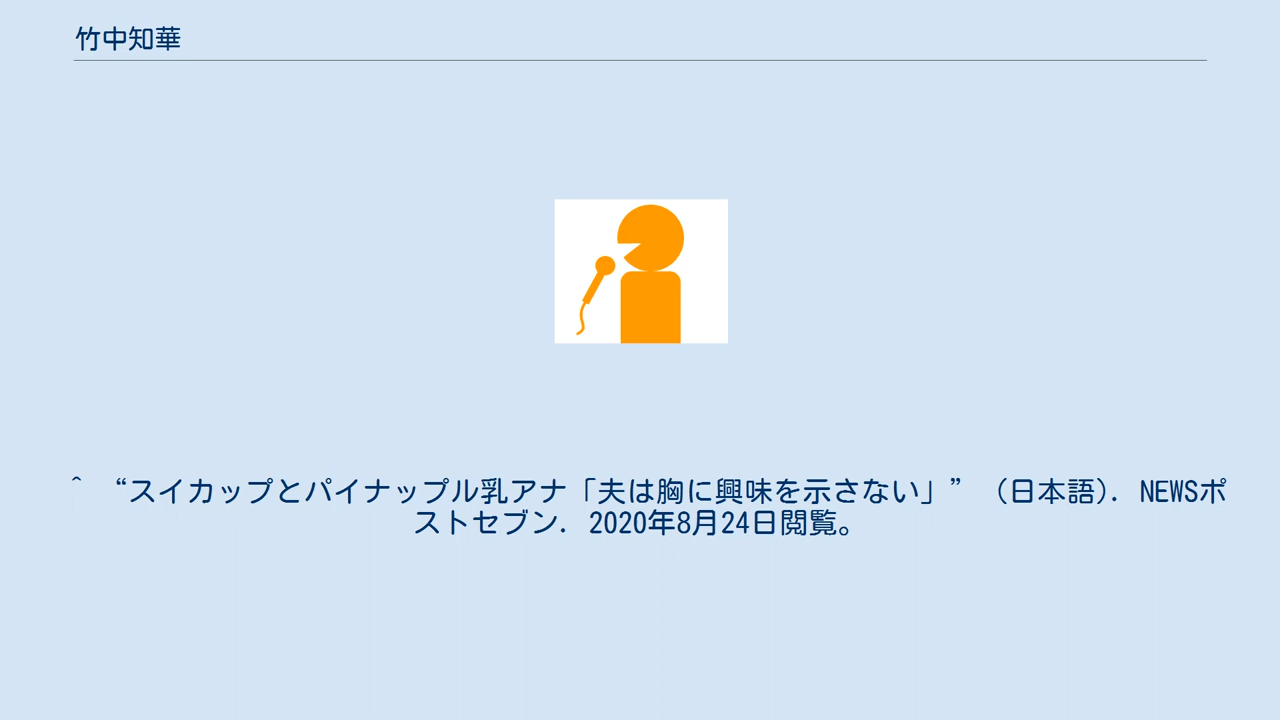 竹中知華
^ “スイカップとパイナップル乳アナ「夫は胸に興味を示さない」” (日本語). NEWSポ
ストセブン. 2020年8月24日閲覧。